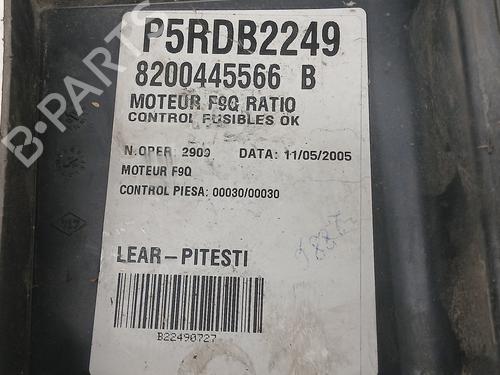 P5RDB2249
8200445566 B
MOTEUR F9Q RATIO
CONTROL FUSIBLES OK
N.OPER: 2909 DATA: 11/05/2005
MOTEUR F9Q
CONTROL PIESA: 00030/00030
LEAR-PITESTI
B22490727
B-PARTS